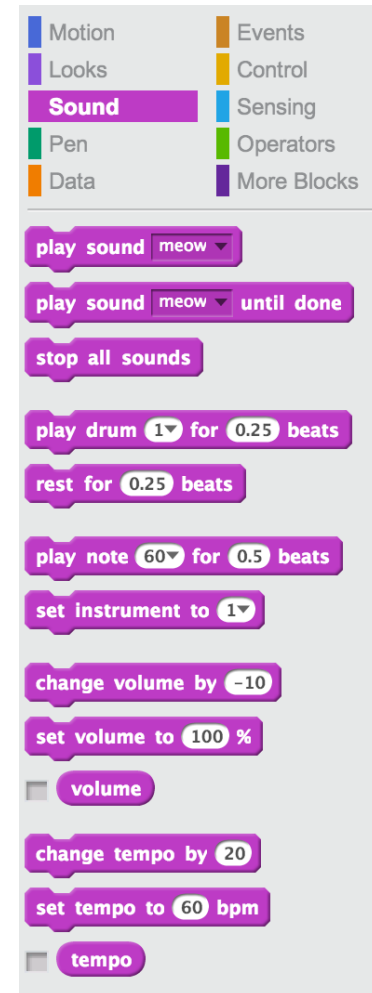 Motion Events
Looks Control
Sound Sensing
Pen Operators
Data More Blocks
play sound meow
play sound meow until done
stop all sounds
play drum 1 for 0.25 beats
rest for 0.25 beats
play note 60 for 0.5 beats
set instrument to 1
change volume by -10
set volume to 100 %
volume
change tempo by 20
set tempo to 60 bpm
tempo